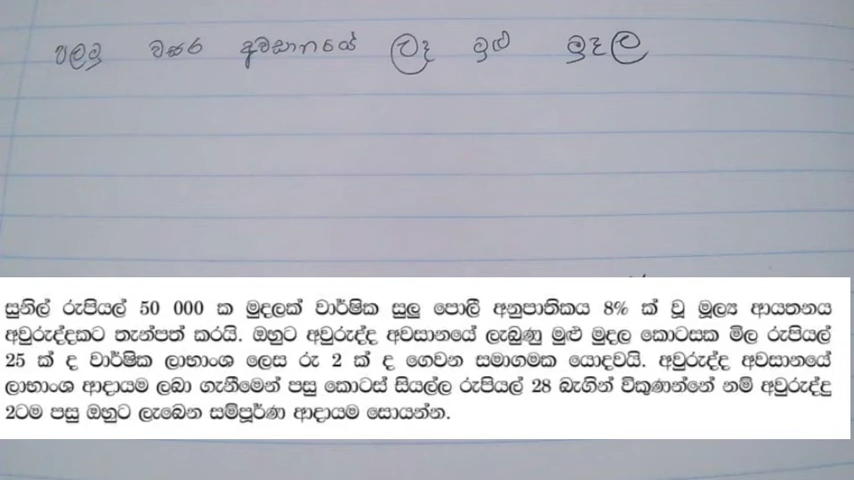 පලමු වසර අවසානයේ ලද මුළු මුදල
සුනිල් රුපියල් 50 000 ක මුදලක් වාර්ෂික සුලු පොලී අනුපාතිකය 8% ක් වූ මූල්‍ය ආයතනය
අවුරුද්දකට තැන්පත් කරයි. ඔහුට අවුරුද්ද අවසානයේ ලැබුණු මුළු මුදල කොටසක මිල රුපියල්
25 ක් ද වාර්ෂික ලාභාංශ ලෙස රු 2 ක් ද ගෙවන සමාගමක යොදවයි. අවුරුද්ද අවසානයේ
ලාභාංශ ආදායම ලබා ගැනීමෙන් පසු කොටස් සියල්ල රුපියල් 28 බැගින් විකුණන්නේ නම් අවුරුද්දු
2ටම පසු ඔහුට ලැබෙන සම්පූර්ණ ආදායම සොයන්න.